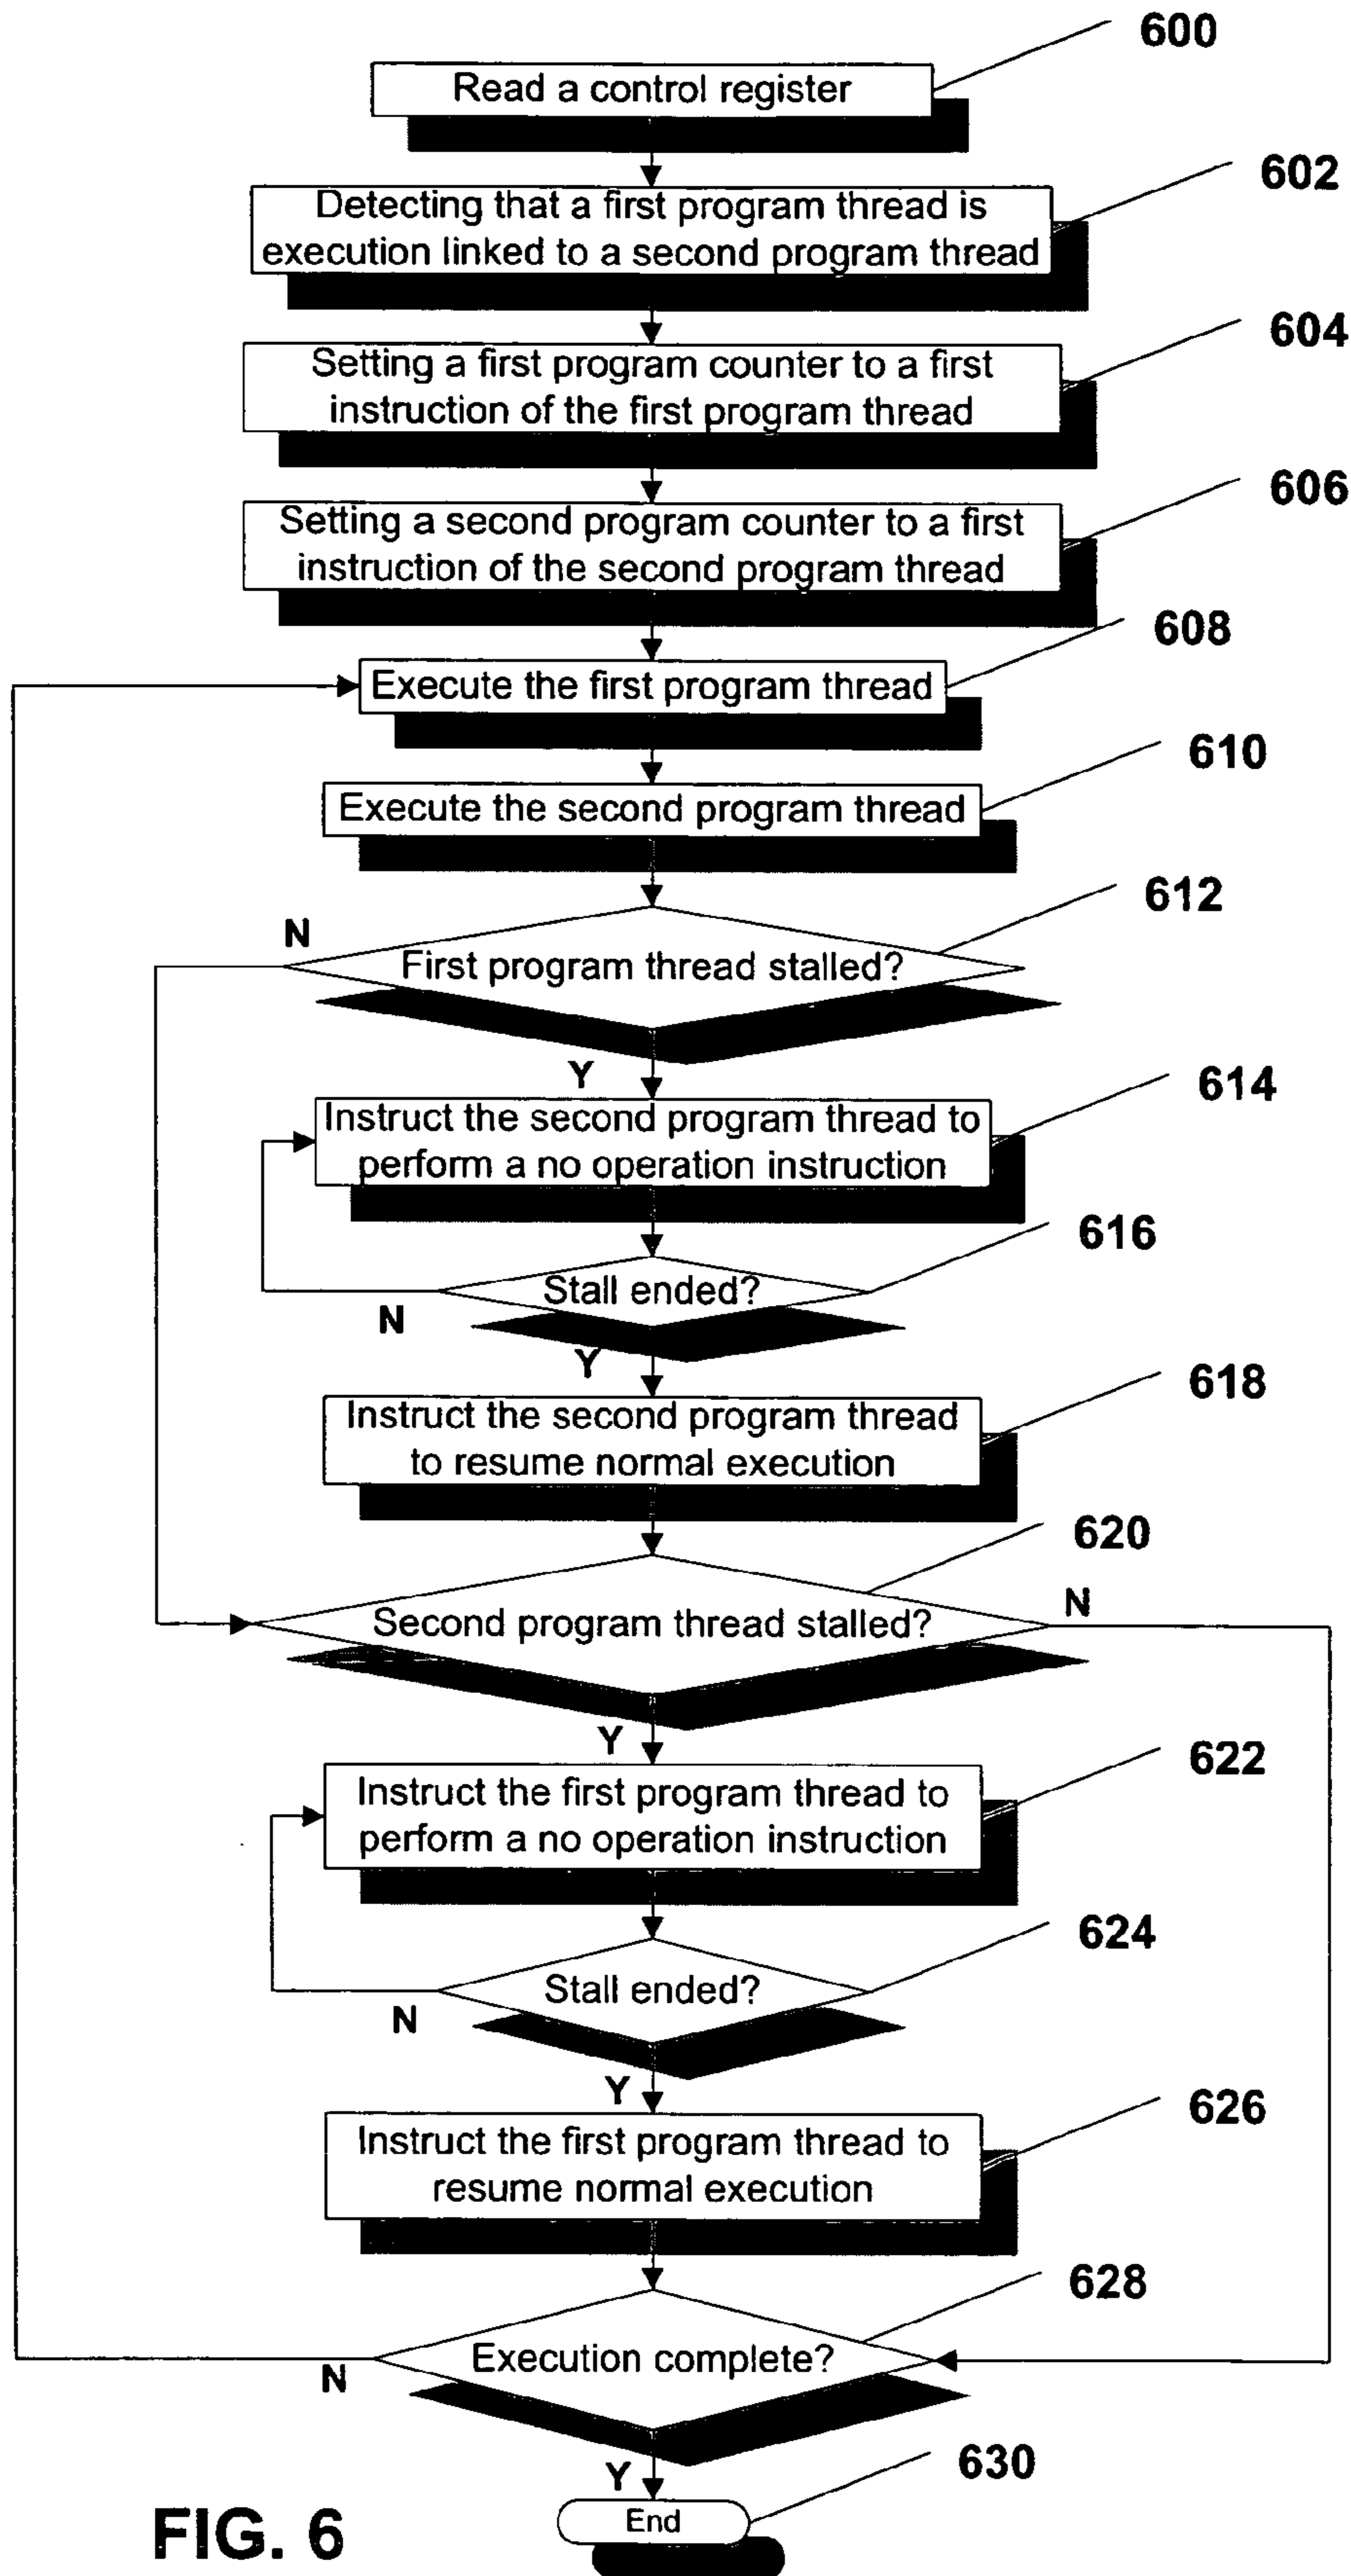 600
Read a control register
602
Detecting that a first program thread is
execution linked to a second program thread
604
Setting a first program counter to a first
instruction of the first program thread
606
Setting a second program counter to a first
instruction of the second program thread
608
Execute the first program thread
610
Execute the second program thread
612
N
First program thread stalled?
Y
614
Instruct the second program thread to
perform a no operation instruction
616
Stall ended?
N
Y
618
Instruct the second program thread
to resume normal execution
620
N
Second program thread stalled?
Y
622
Instruct the first program thread to
perform a no operation instruction
624
Stall ended?
N
Y
626
Instruct the first program thread to
resume normal execution
628
Execution complete?
N
Y
630
End
FIG. 6